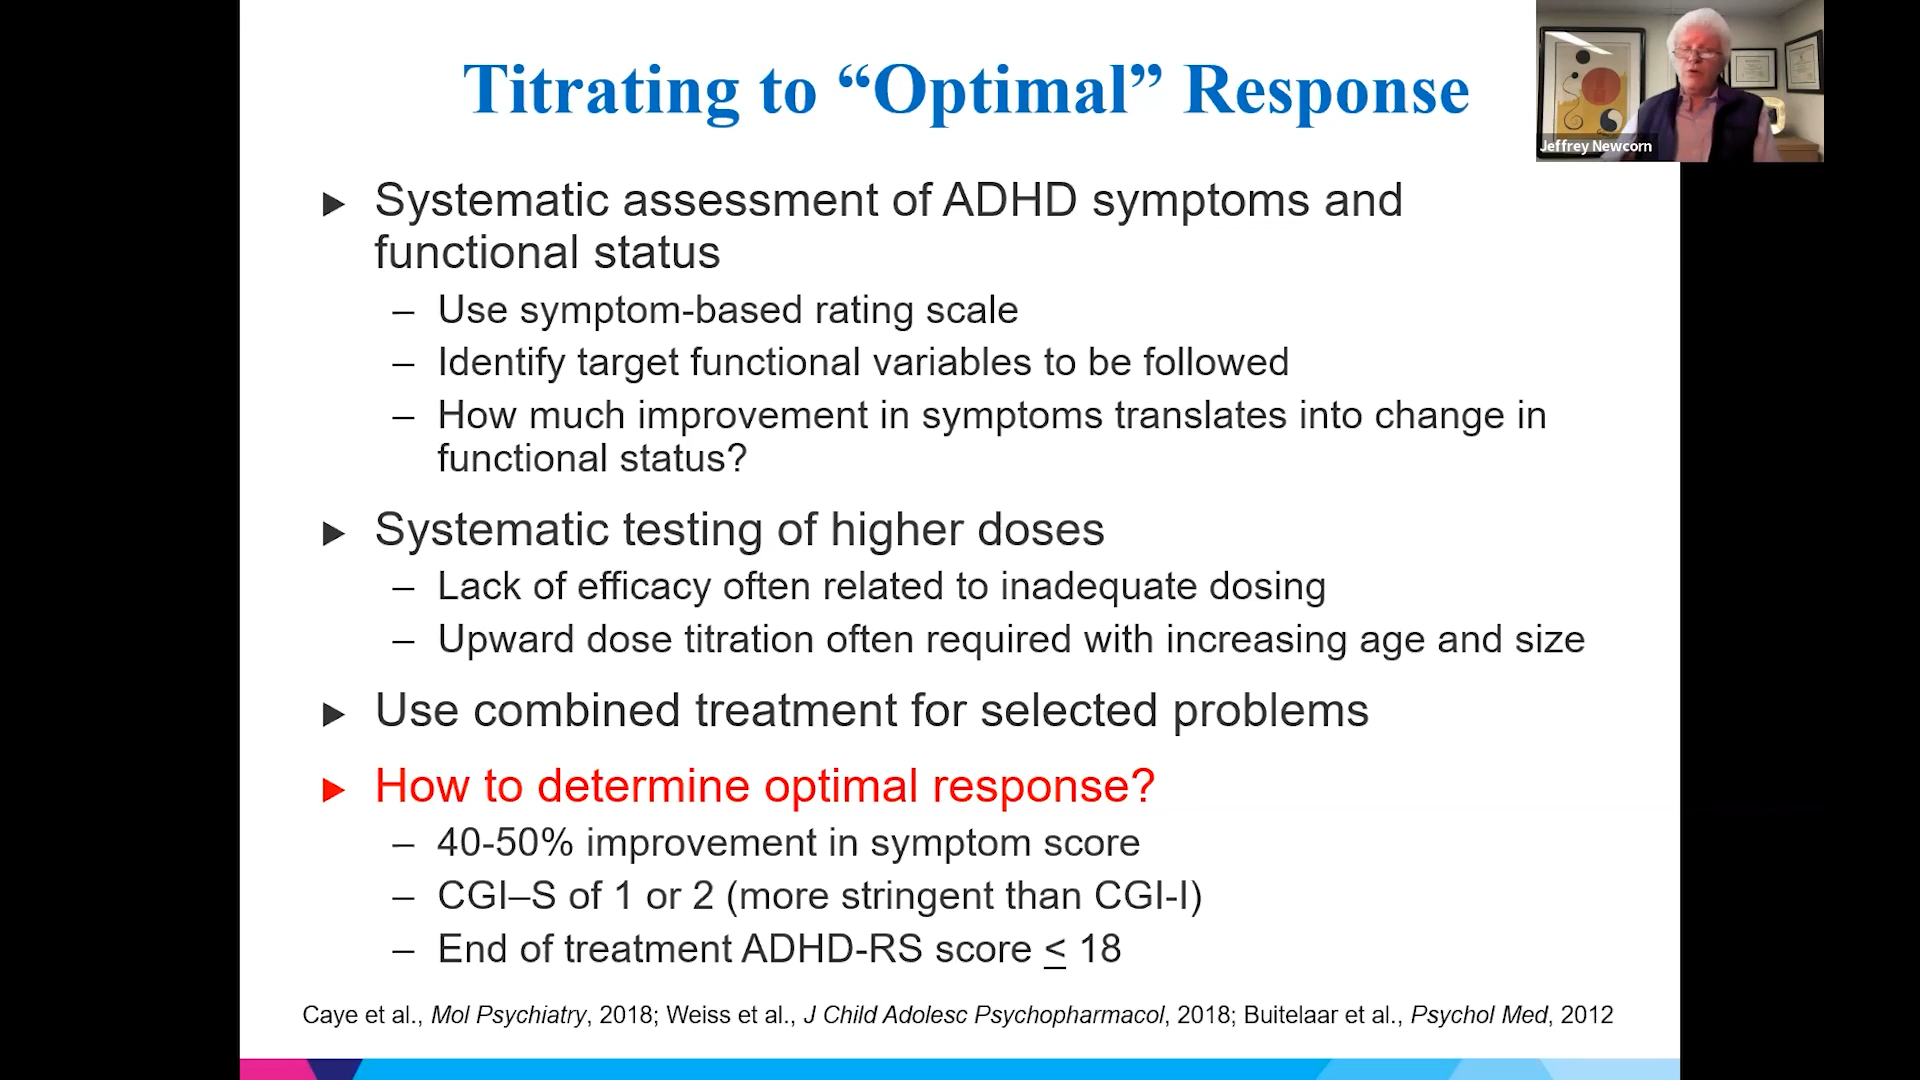 Titrating to “Optimal” Response
Jeffrey Newcorn
► Systematic assessment of ADHD symptoms and
functional status
– Use symptom-based rating scale
– Identify target functional variables to be followed
– How much improvement in symptoms translates into change in
functional status?
► Systematic testing of higher doses
– Lack of efficacy often related to inadequate dosing
– Upward dose titration often required with increasing age and size
► Use combined treatment for selected problems
► How to determine optimal response?
– 40-50% improvement in symptom score
– CGI–S of 1 or 2 (more stringent than CGI-I)
– End of treatment ADHD-RS score ≤ 18
Caye et al., Mol Psychiatry, 2018; Weiss et al., J Child Adolesc Psychopharmacol, 2018; Buitelaar et al., Psychol Med, 2012